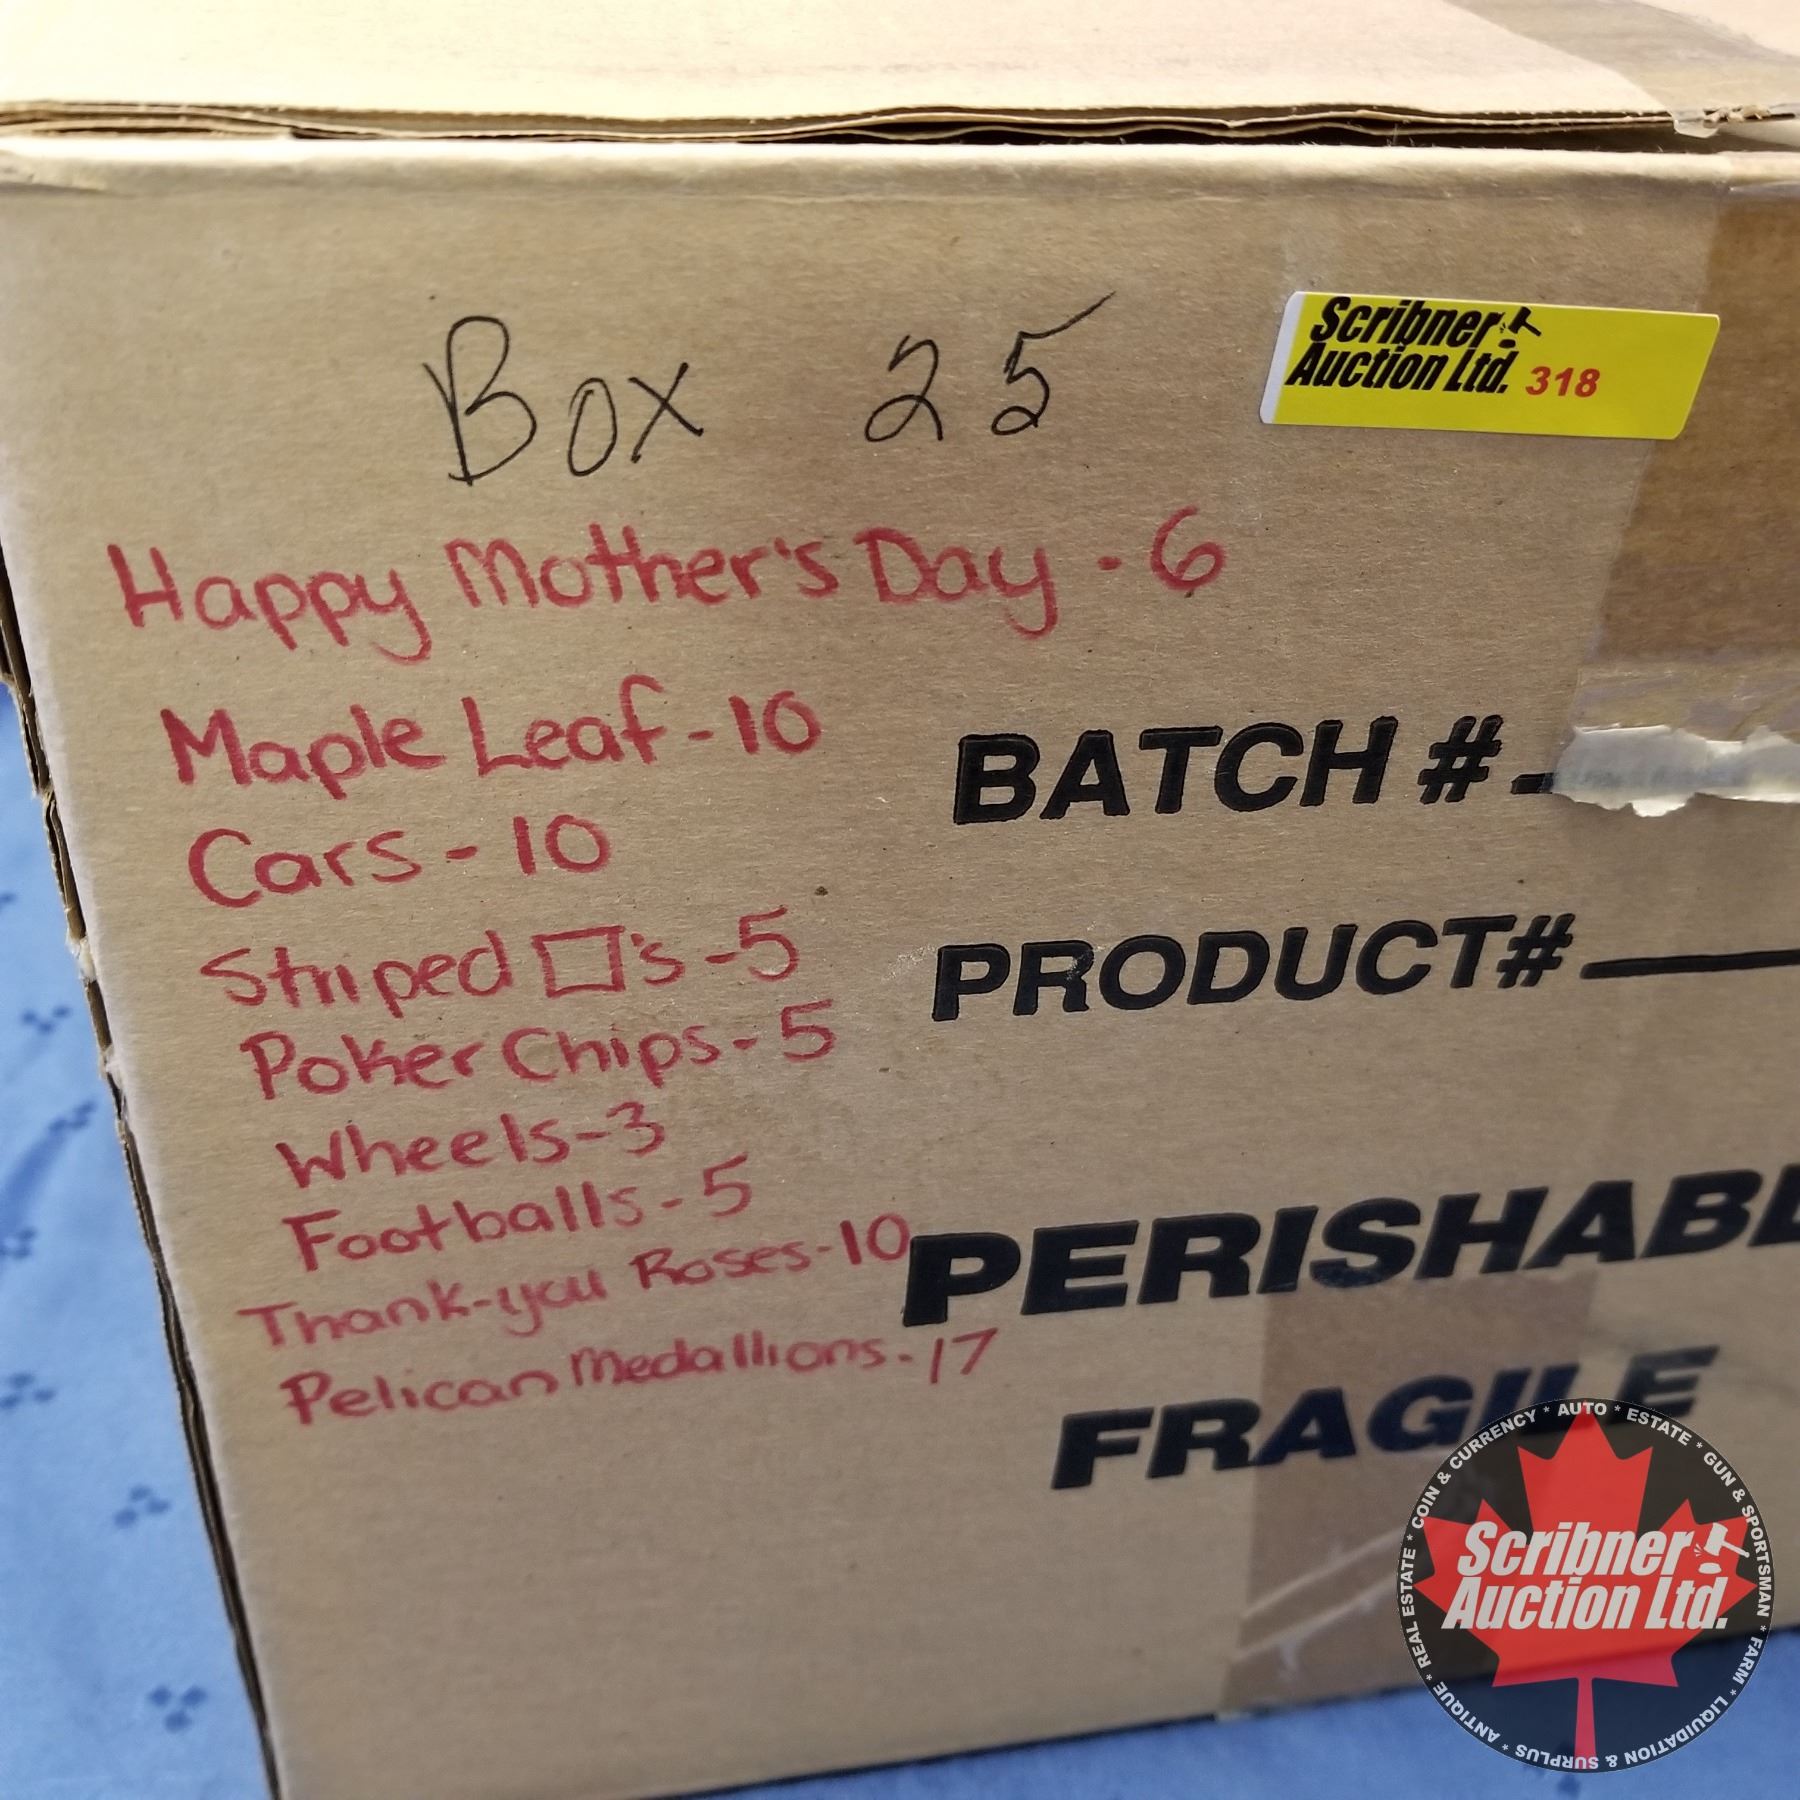 Box 25
Scribner
Auction Ltd. 318
Happy Mother's Day - 6
Maple Leaf - 10
Cars - 10
Striped □'s - 5
Poker Chips - 5
Wheels - 3
Footballs - 5
Thank-you Roses - 10
Pelican Medallions - 17
BATCH #
PRODUCT#
PERISHABL
FRAGILE
REAL ESTATE * COIN & CURRENCY * AUTO * ESTATE * GUN & SPORTSMAN * FARM * LIQUIDATION & SURPLUS * ANTIQUE *
Scribner
Auction Ltd.